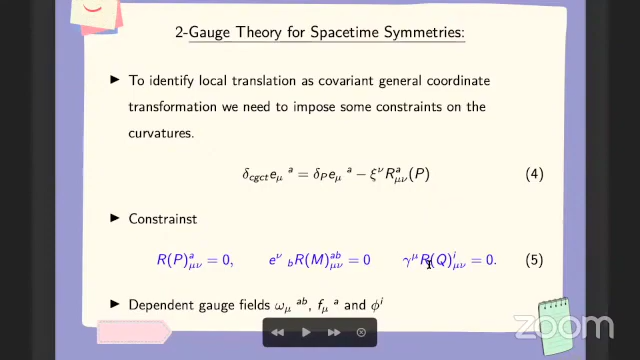 2-Gauge Theory for Spacetime Symmetries:
► To identify local translation as covariant general coordinate
transformation we need to impose some constraints on the
curvatures.
δ_cgct e_μ^a = δ_P e_μ^a − ξ^ν R^a_μν(P) (4)
► Constrainst
R(P)^a_μν = 0, e^ν_b R(M)^ab_μν = 0 γ^μ R(Q)^i_μν = 0. (5)
► Dependent gauge fields ω_μ^ab, f_μ^a and ϕ^i
zoom